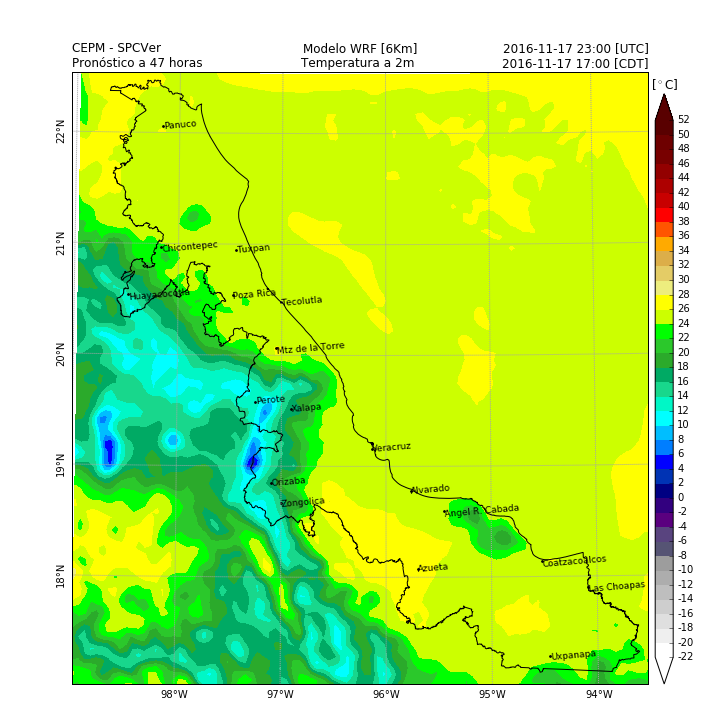 CEPM - SPCVer Modelo WRF [6Km] 2016-11-17 23:00 [UTC]
Pronóstico a 47 horas Temperatura a 2m 2016-11-17 17:00 [CDT]
[°C]
52
50
48
46
44
42
40
38
36
34
32
30
28
26
24
22
20
18
16
14
12
10
8
6
4
2
0
-2
-4
-6
-8
-10
-12
-14
-16
-18
-20
-22
22°N
21°N
20°N
19°N
18°N
Panuco
Chicontepec
Tuxpan
Huayacocotla
Poza Rica
Tecolutla
Mtz de la Torre
Perote
Xalapa
Veracruz
Orizaba
Alvarado
Zongolica
Angel R. Cabada
Azueta
Coatzacoalcos
Las Choapas
Uxpanapa
98°W 97°W 96°W 95°W 94°W